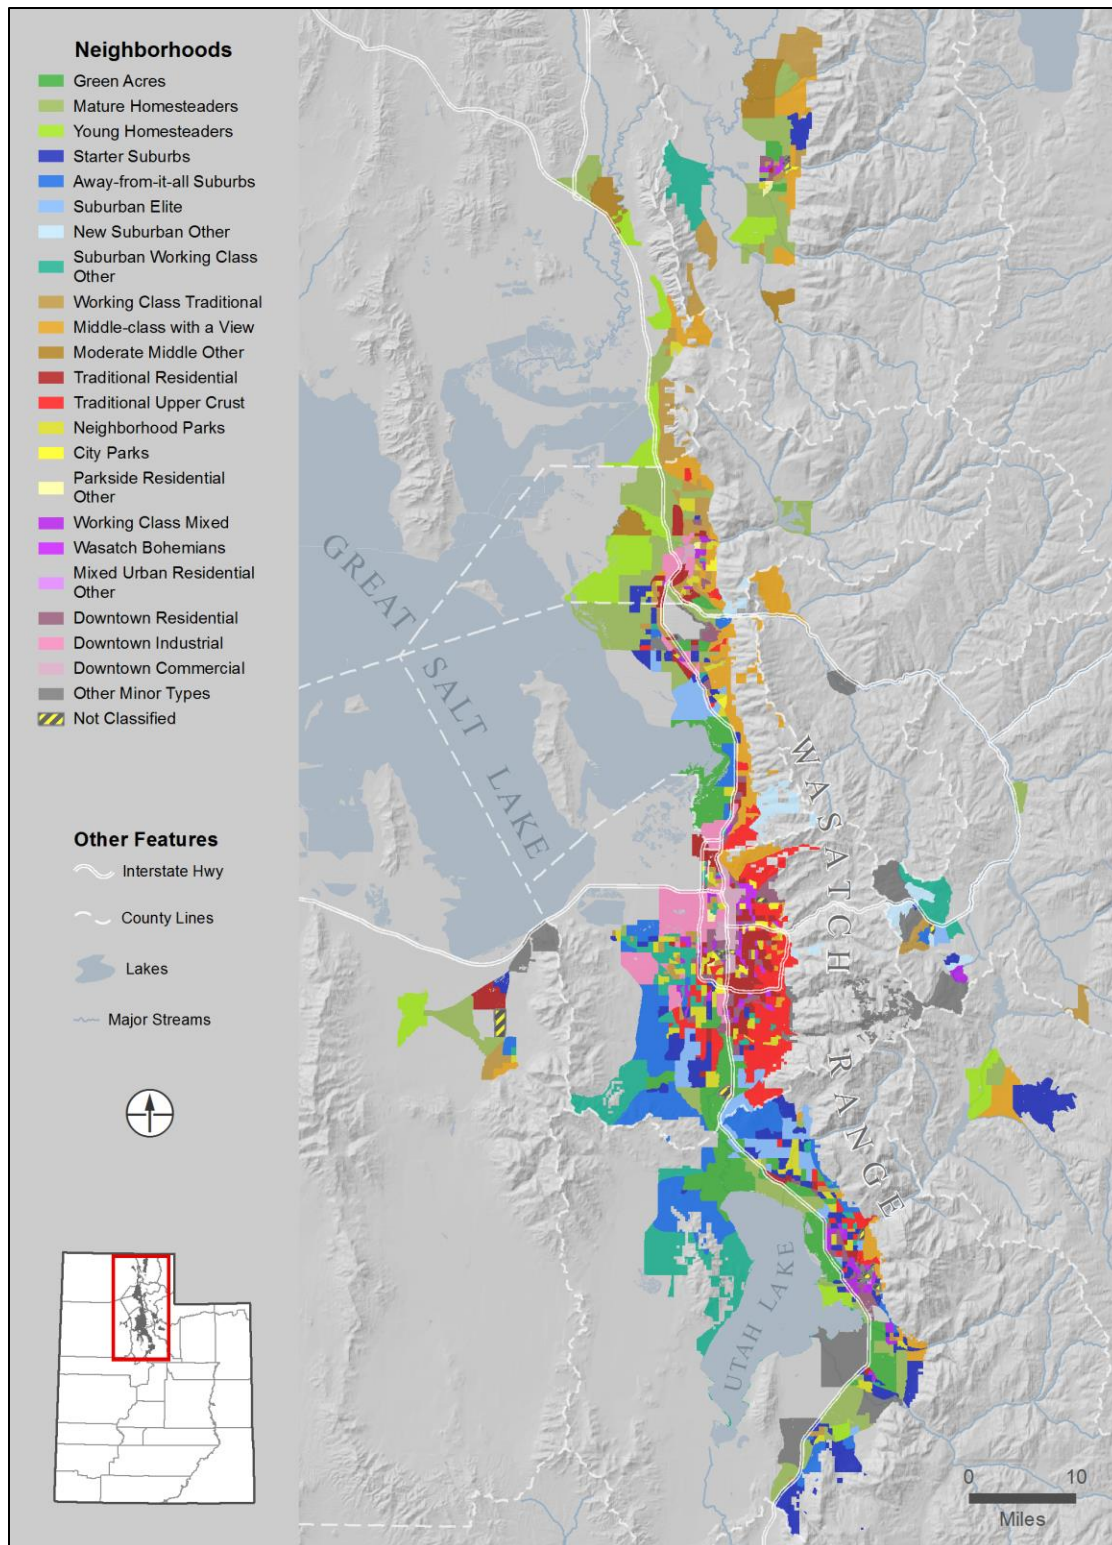 Neighborhoods
Green Acres
Mature Homesteaders
Young Homesteaders
Starter Suburbs
Away-from-it-all Suburbs
Suburban Elite
New Suburban Other
Suburban Working Class
Other
Working Class Traditional
Middle-class with a View
Moderate Middle Other
Traditional Residential
Traditional Upper Crust
Neighborhood Parks
City Parks
Parkside Residential
Other
Working Class Mixed
Wasatch Bohemians
Mixed Urban Residential
Other
Downtown Residential
Downtown Industrial
Downtown Commercial
Other Minor Types
Not Classified
Other Features
Interstate Hwy
County Lines
Lakes
Major Streams
GREAT
SALT
LAKE
WASATCH
RANGE
UTAH LAKE
0 10
Miles